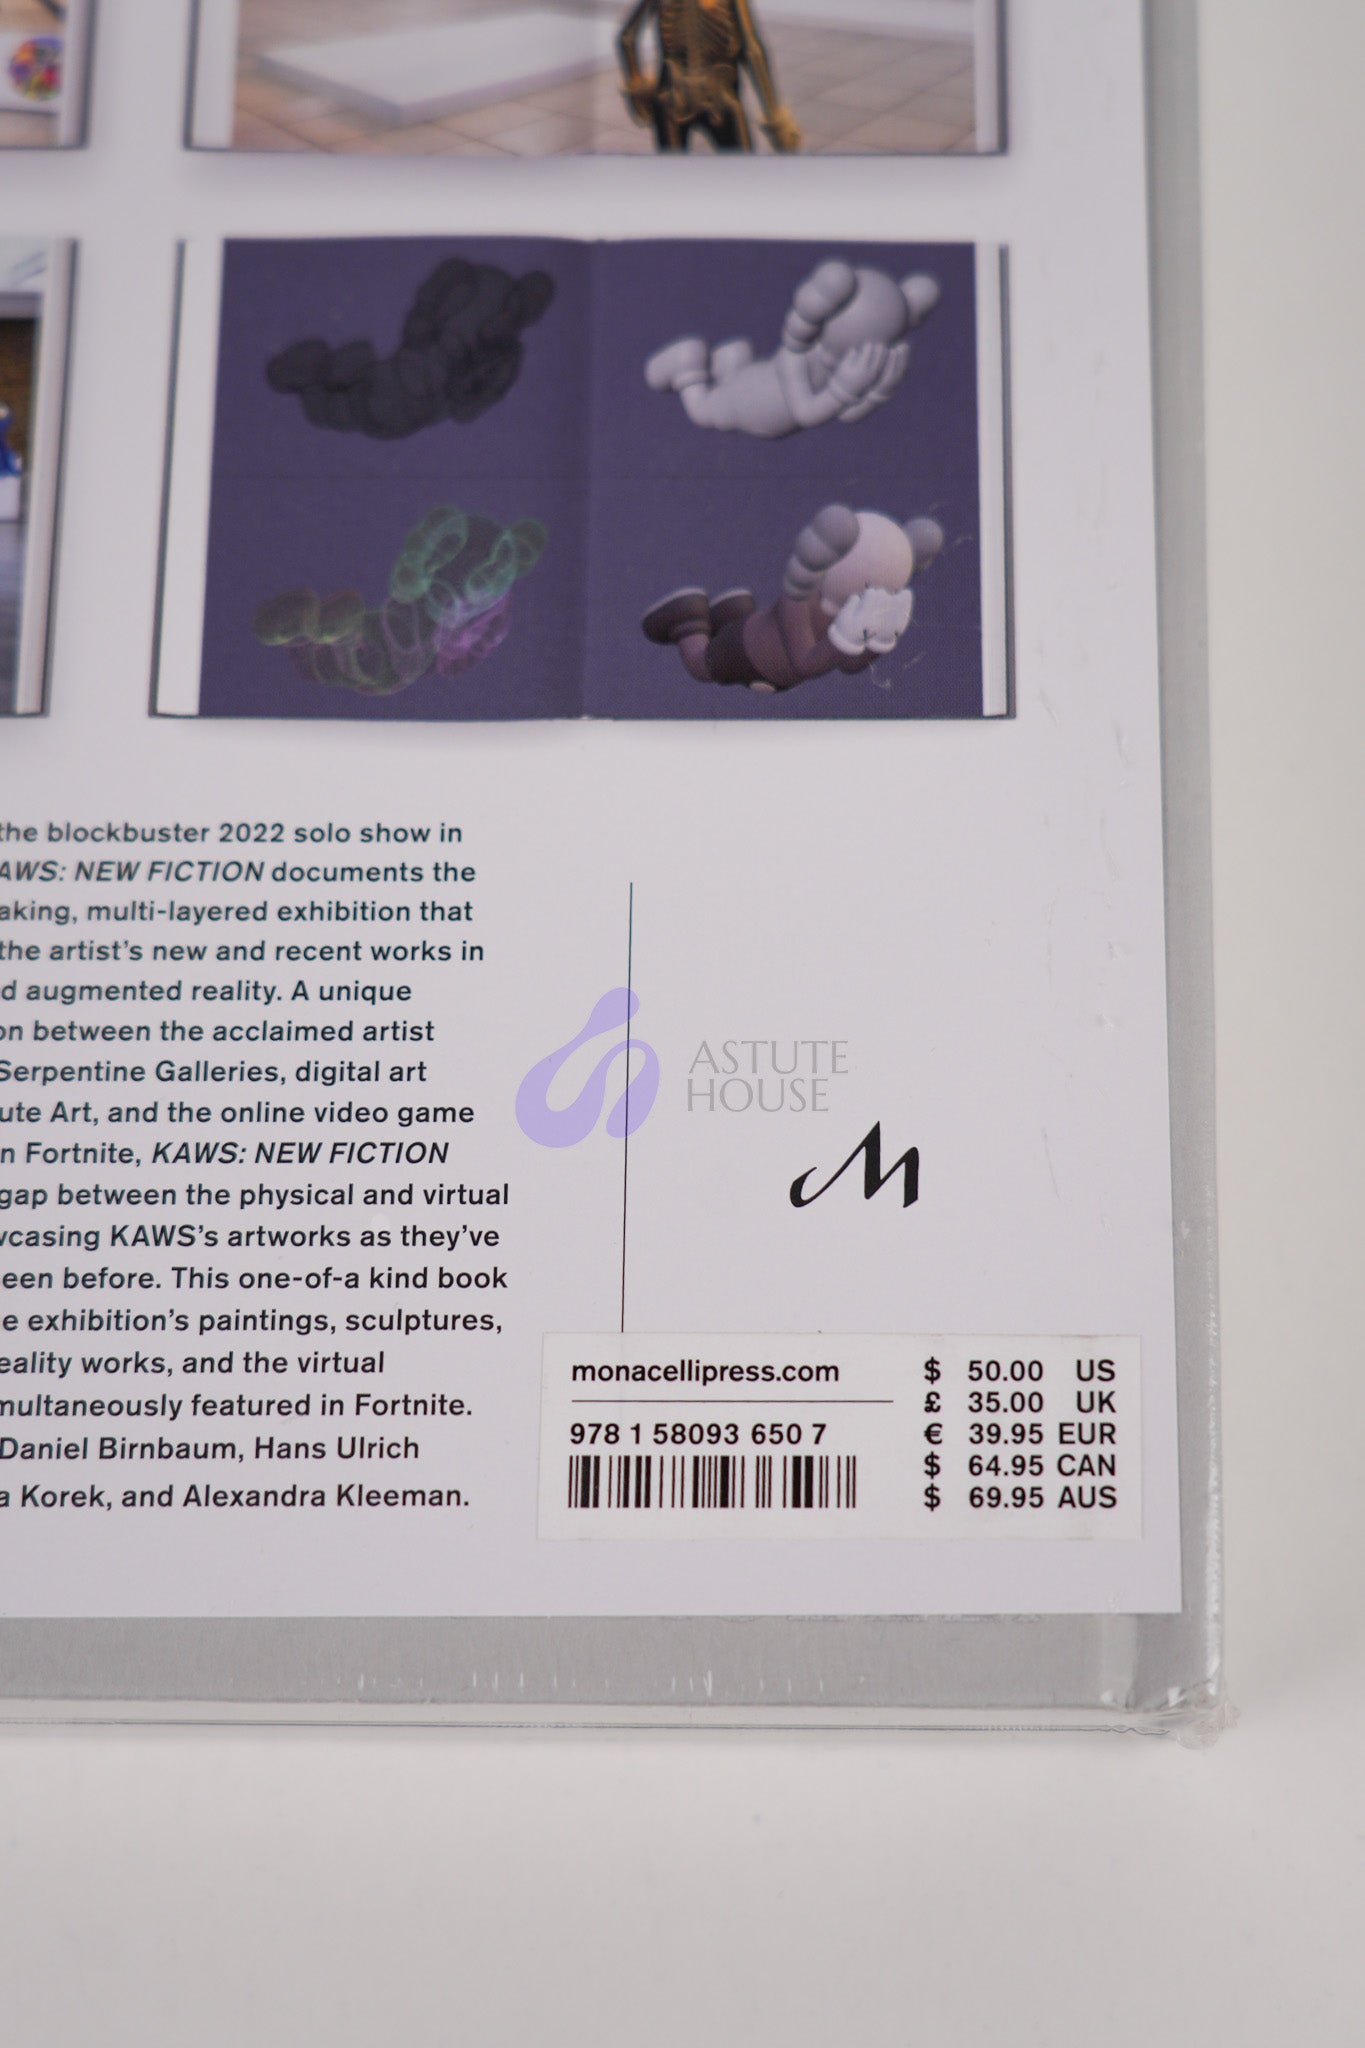 the blockbuster 2022 solo show in
AWS: NEW FICTION documents the
aking, multi-layered exhibition that
the artist's new and recent works in
d augmented reality. A unique
on between the acclaimed artist
Serpentine Galleries, digital art
ute Art, and the online video game
n Fortnite, KAWS: NEW FICTION
gap between the physical and virtual
wcasing KAWS's artworks as they've
een before. This one-of-a kind book
e exhibition's paintings, sculptures,
eality works, and the virtual
multaneously featured in Fortnite.
Daniel Birnbaum, Hans Ulrich
a Korek, and Alexandra Kleeman.
ASTUTE
HOUSE
M
monacellipress.com
978 1 58093 650 7
$ 50.00 US
£ 35.00 UK
€ 39.95 EUR
$ 64.95 CAN
$ 69.95 AUS